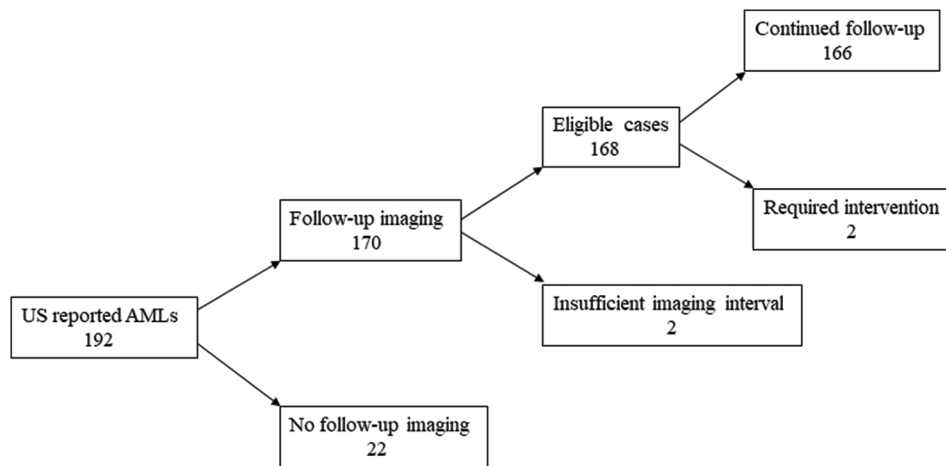 Continued follow-up
166
Eligible cases
168
Required intervention
2
Follow-up imaging
170
Insufficient imaging interval
2
US reported AMLs
192
No follow-up imaging
22